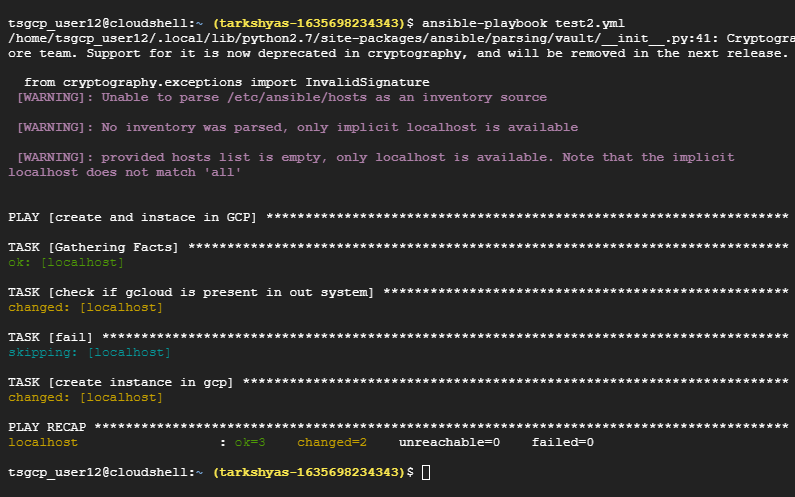 tsgcp_user12@cloudshell:~ (tarkshyas-1635698234343)$ ansible-playbook test2.yml
/home/tsgcp_user12/.local/lib/python2.7/site-packages/ansible/parsing/vault/__init__.py:41: Cryptogra
ore team. Support for it is now deprecated in cryptography, and will be removed in the next release.
from cryptography.exceptions import InvalidSignature
[WARNING]: Unable to parse /etc/ansible/hosts as an inventory source
[WARNING]: No inventory was parsed, only implicit localhost is available
[WARNING]: provided hosts list is empty, only localhost is available. Note that the implicit
localhost does not match 'all'
PLAY [create and instace in GCP] *******************************************************************
TASK [Gathering Facts] *****************************************************************************
ok: [localhost]
TASK [check if gcloud is present in out system] ****************************************************
changed: [localhost]
TASK [fail] ****************************************************************************************
skipping: [localhost]
TASK [create instance in gcp] **********************************************************************
changed: [localhost]
PLAY RECAP *****************************************************************************************
localhost                  : ok=3    changed=2    unreachable=0    failed=0
tsgcp_user12@cloudshell:~ (tarkshyas-1635698234343)$